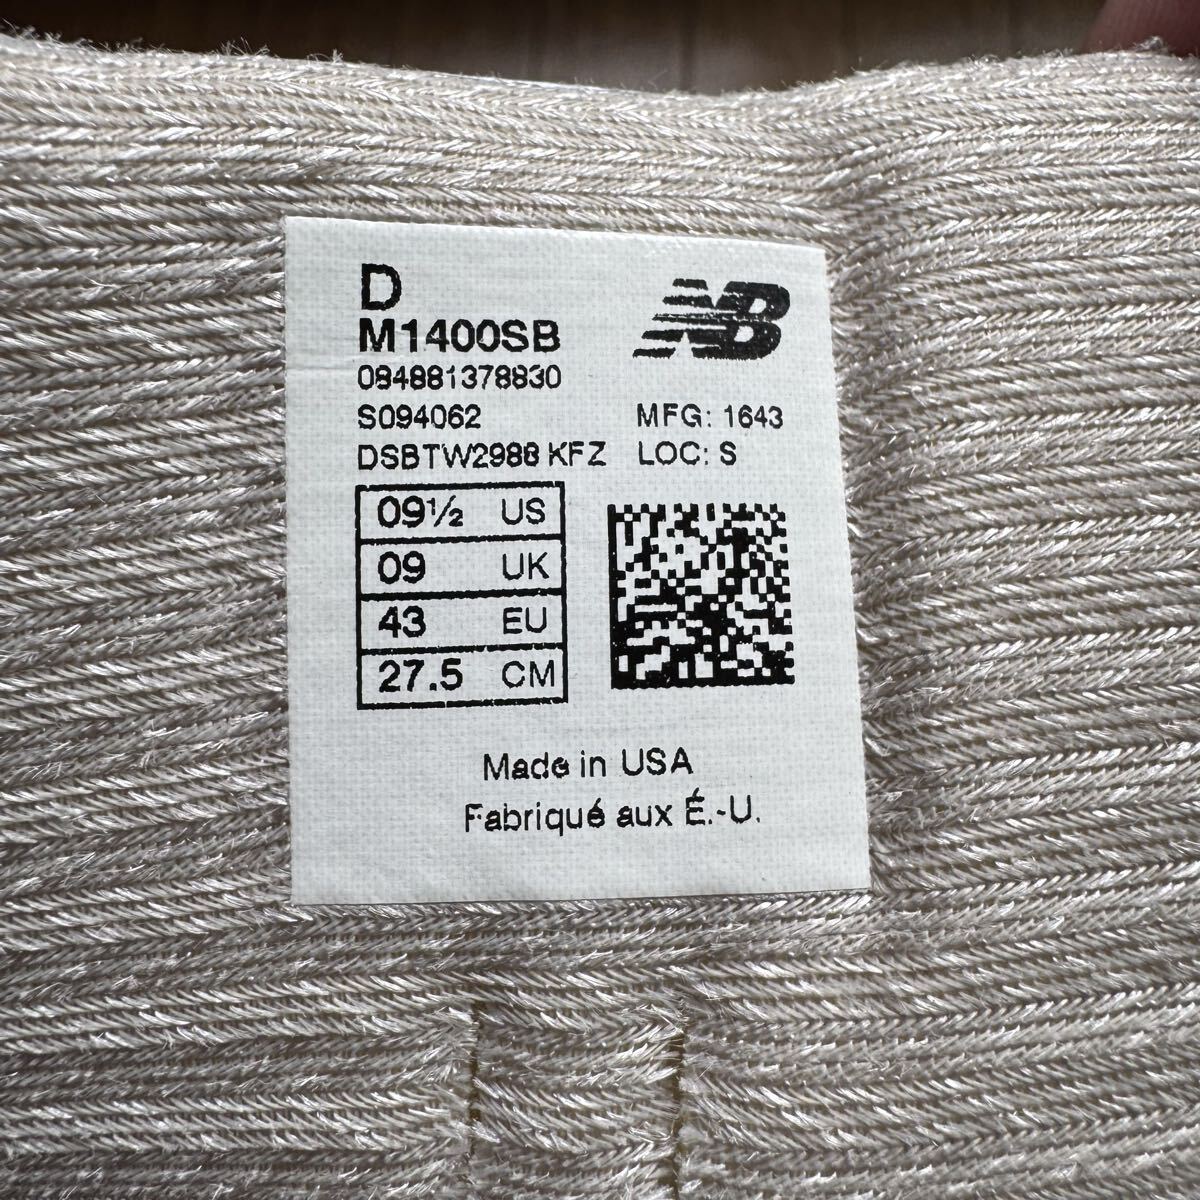 D
NB
M1400SB
084881378830
S094062 MFG: 1643
DSBTW2988 KFZ LOC: S
09½ US
09 UK
43 EU
27.5 CM
Made in USA
Fabriqué aux É.-U.